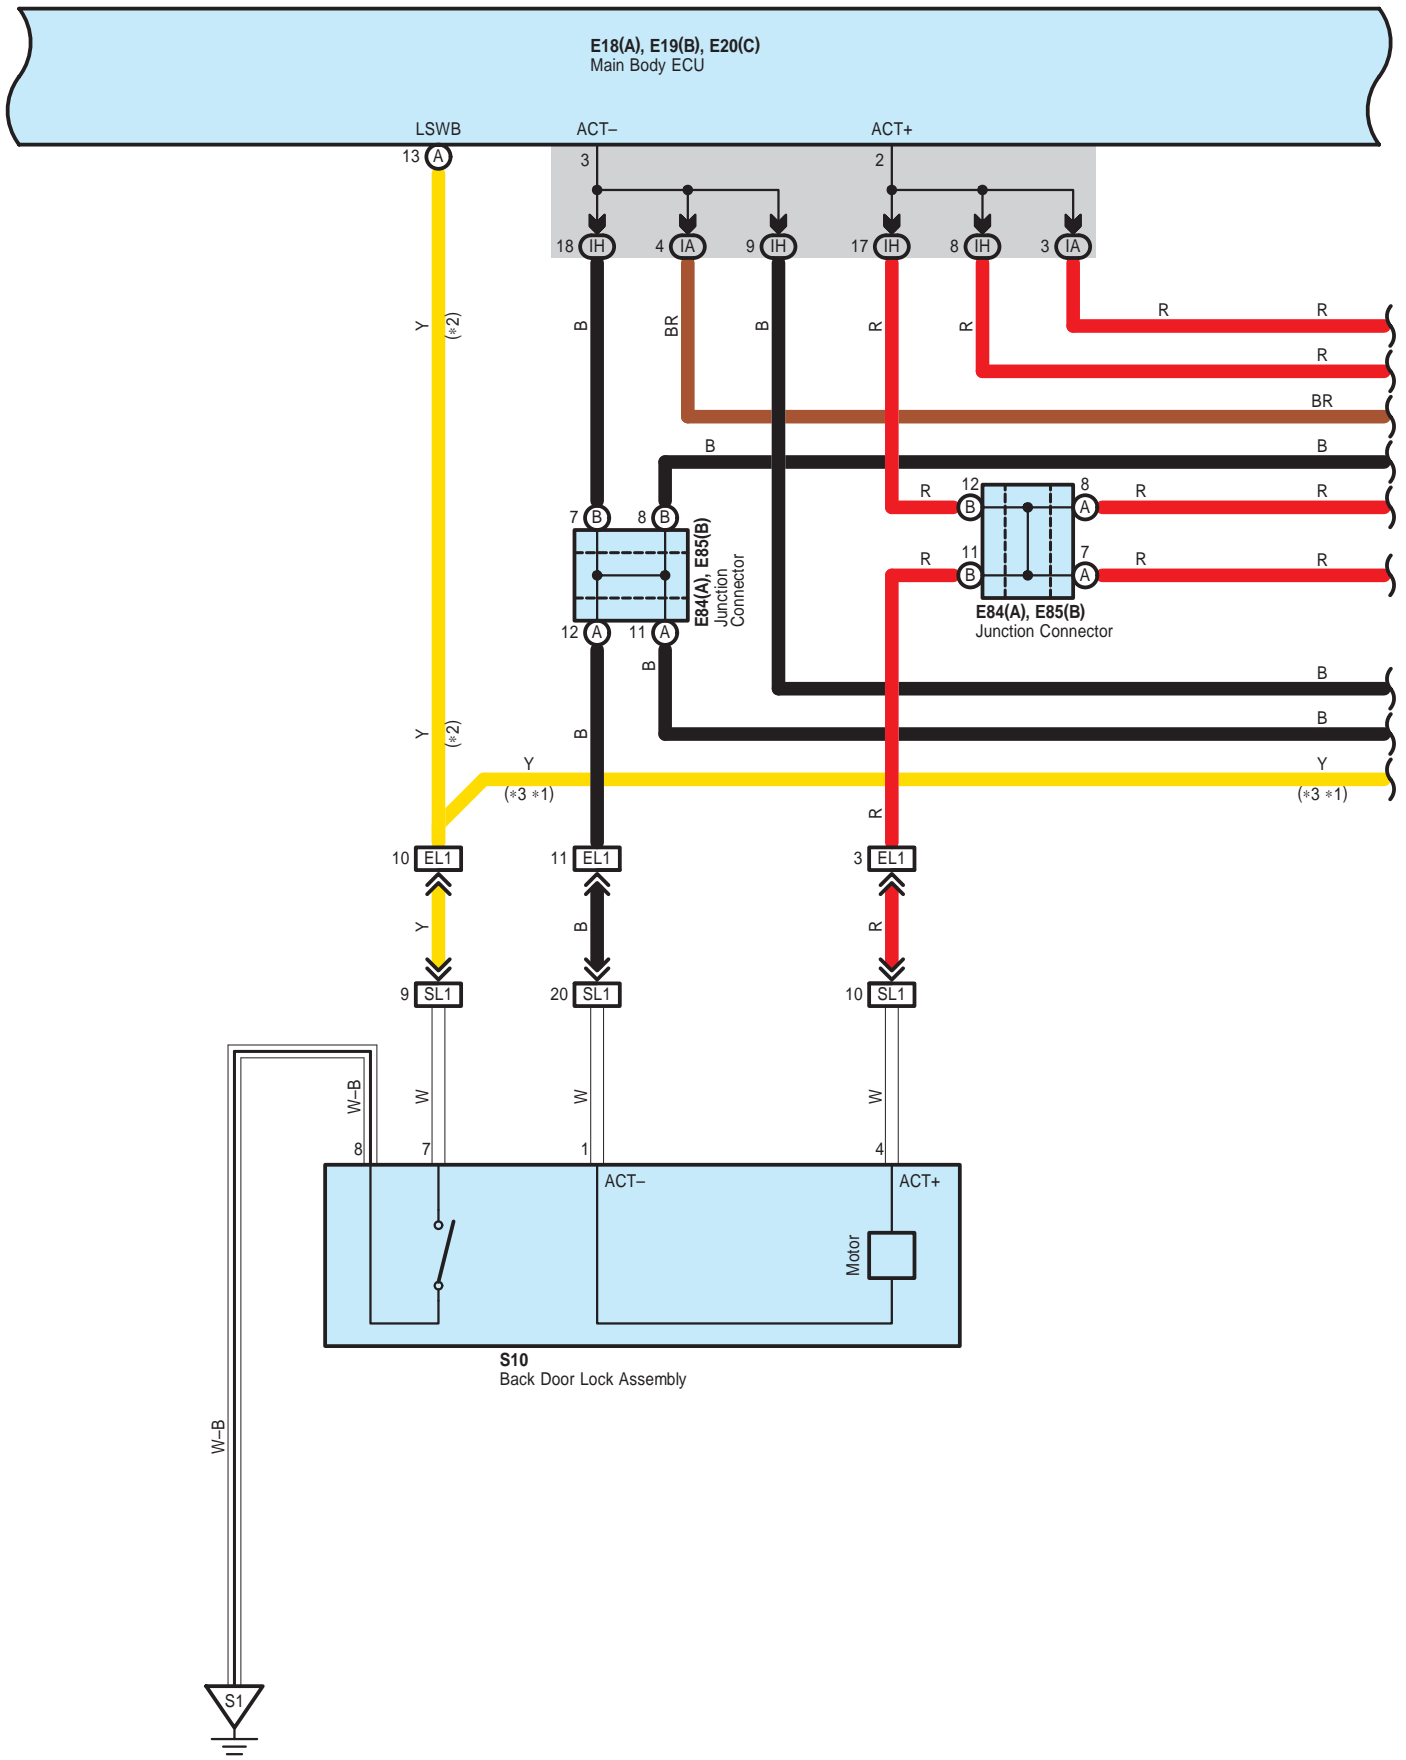 E18(A), E19(B), E20(C)
Main Body ECU
LSWB ACT– ACT+
13 A 3 2
18 IH 4 IA 9 IH 17 IH 8 IH 3 IA
R R
Y (*2) B BR B R R
R
BR
B B
12 B R 8 A R R
7 B 8 B
E84(A), E85(B)
Junction
Connector
11 B R 7 A R R
E84(A), E85(B)
Junction Connector
12 A 11 A
B
B
Y (*2) B B
Y Y
(*3 *1) (*3 *1)
R
10 EL1 11 EL1 3 EL1
Y B R
9 SL1 20 SL1 10 SL1
W–B W W W
8 7 1 4
ACT– ACT+
Motor
S10
Back Door Lock Assembly
W–B
S1